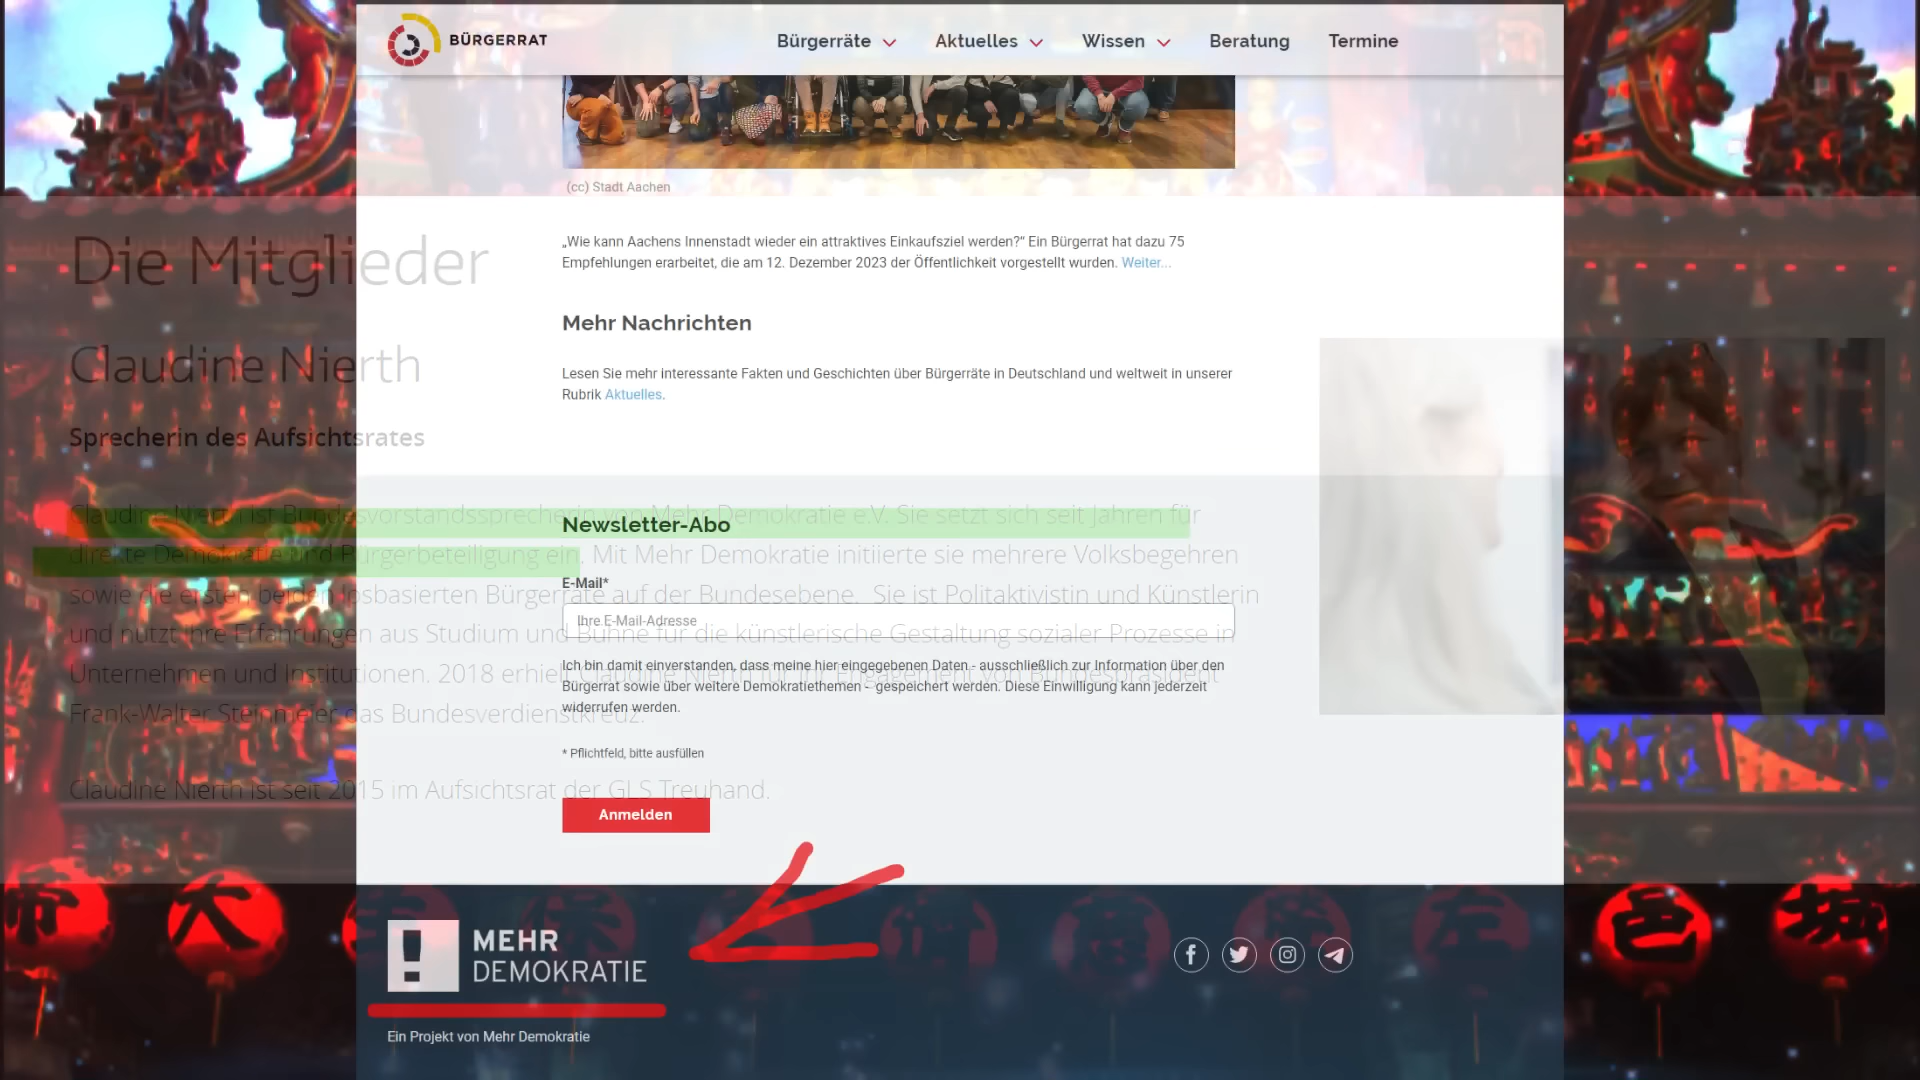 BÜRGERRAT
Bürgerräte Aktuelles Wissen Beratung Termine
(cc) Stadt Aachen
„Wie kann Aachens Innenstadt wieder ein attraktives Einkaufsziel werden?“ Ein Bürgerrat hat dazu 75
Empfehlungen erarbeitet, die am 12. Dezember 2023 der Öffentlichkeit vorgestellt wurden. Weiter...
Mehr Nachrichten
Lesen Sie mehr interessante Fakten und Geschichten über Bürgerräte in Deutschland und weltweit in unserer
Rubrik Aktuelles.
Newsletter-Abo
E-Mail*
Ihre E-Mail-Adresse
Ich bin damit einverstanden, dass meine hier eingegebenen Daten - ausschließlich zur Information über den
Bürgerrat sowie über weitere Demokratiethemen - gespeichert werden. Diese Einwilligung kann jederzeit
widerrufen werden.
* Pflichtfeld, bitte ausfüllen
Anmelden
MEHR
DEMOKRATIE
Ein Projekt von Mehr Demokratie
Die Mitglieder
Claudine Nierth
Sprecherin des Aufsichtsrates
Claudine Nierth ist Bundesvorstandssprecherin von Mehr Demokratie e.V. Sie setzt sich seit Jahren für
direkte Demokratie und Bürgerbeteiligung ein. Mit Mehr Demokratie initiierte sie mehrere Volksbegehren
sowie die ersten beiden losbasierten Bürgerräte auf der Bundesebene. Sie ist Politaktivistin und Künstlerin
und nutzt ihre Erfahrungen aus Studium und Bühne für die künstlerische Gestaltung sozialer Prozesse in
Unternehmen und Institutionen. 2018 erhielt Claudine Nierth für ihr Engagement von Bundespräsident
Frank-Walter Steinmeier das Bundesverdienstkreuz.
Claudine Nierth ist seit 2015 im Aufsichtsrat der GLS Treuhand.
大
邑
城